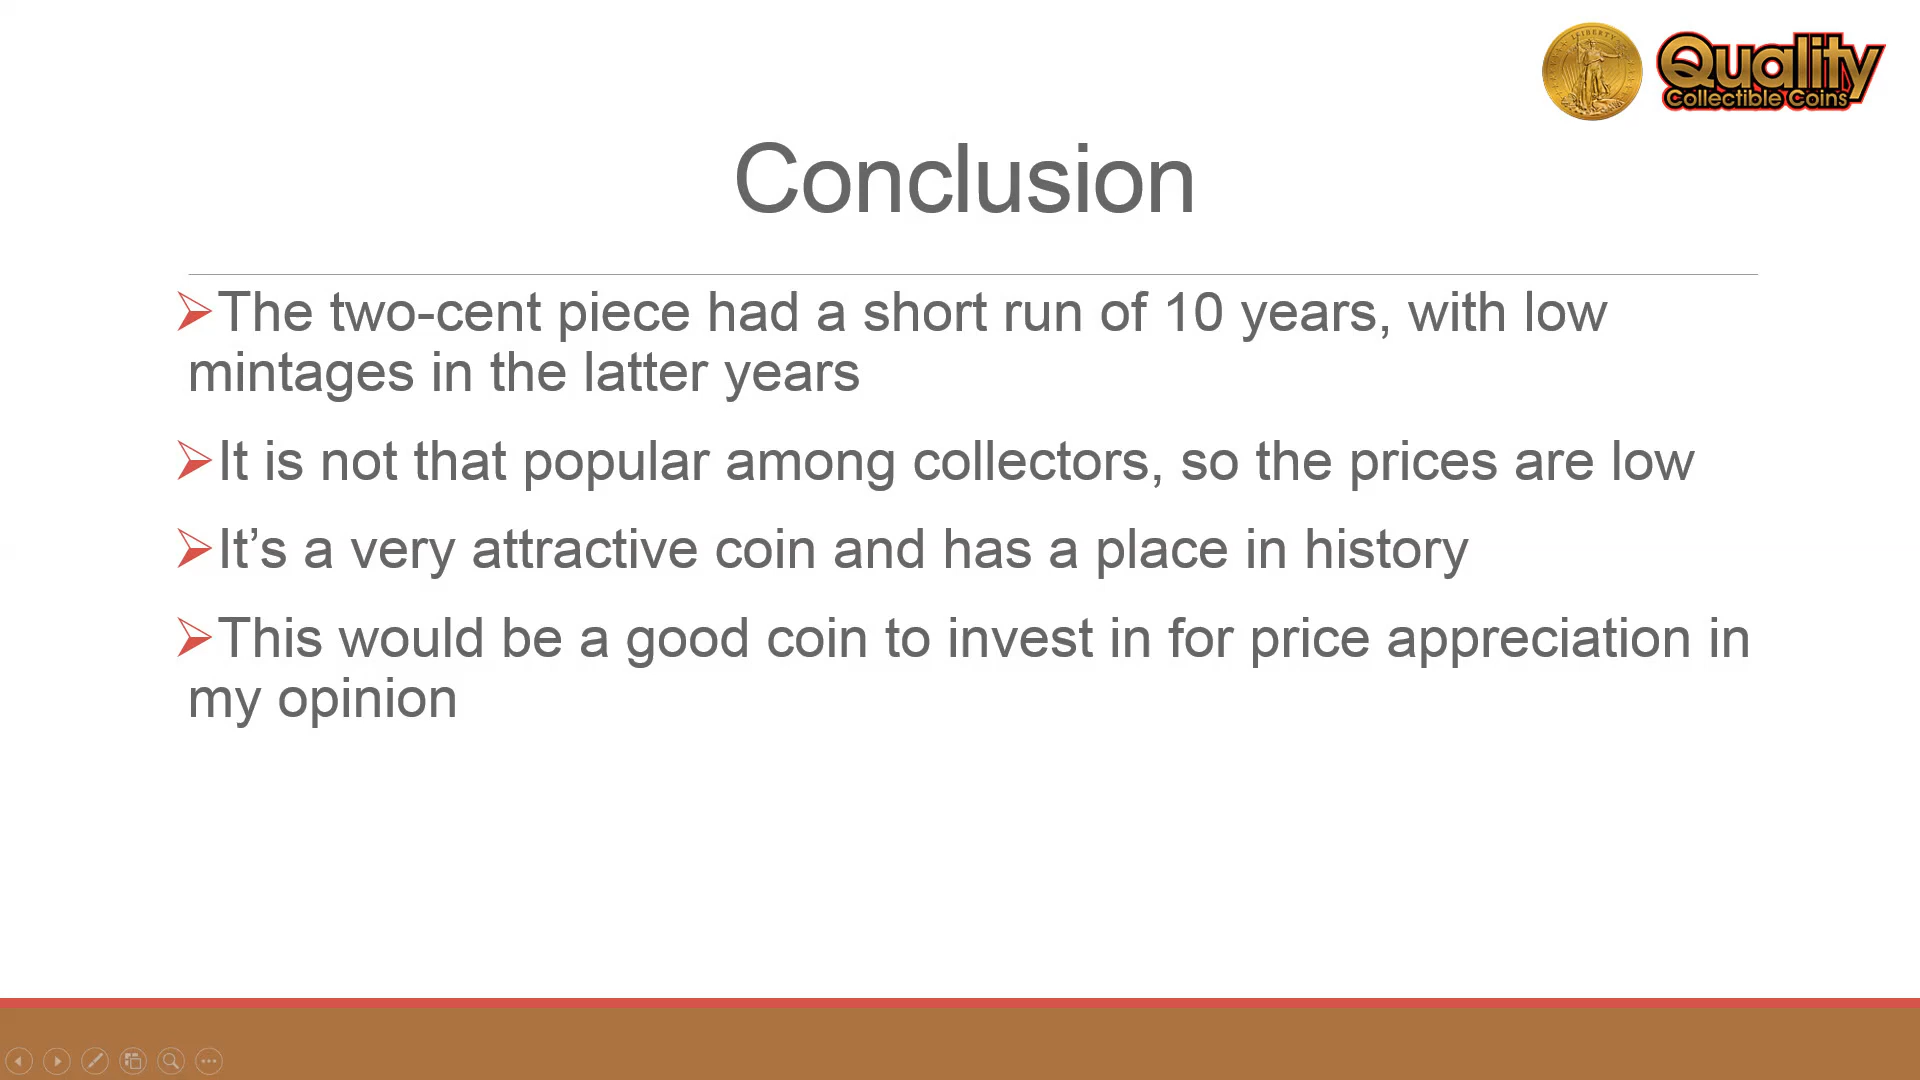 Quality
Collectible Coins
Conclusion
➢The two-cent piece had a short run of 10 years, with low
mintages in the latter years
➢It is not that popular among collectors, so the prices are low
➢It’s a very attractive coin and has a place in history
➢This would be a good coin to invest in for price appreciation in
my opinion